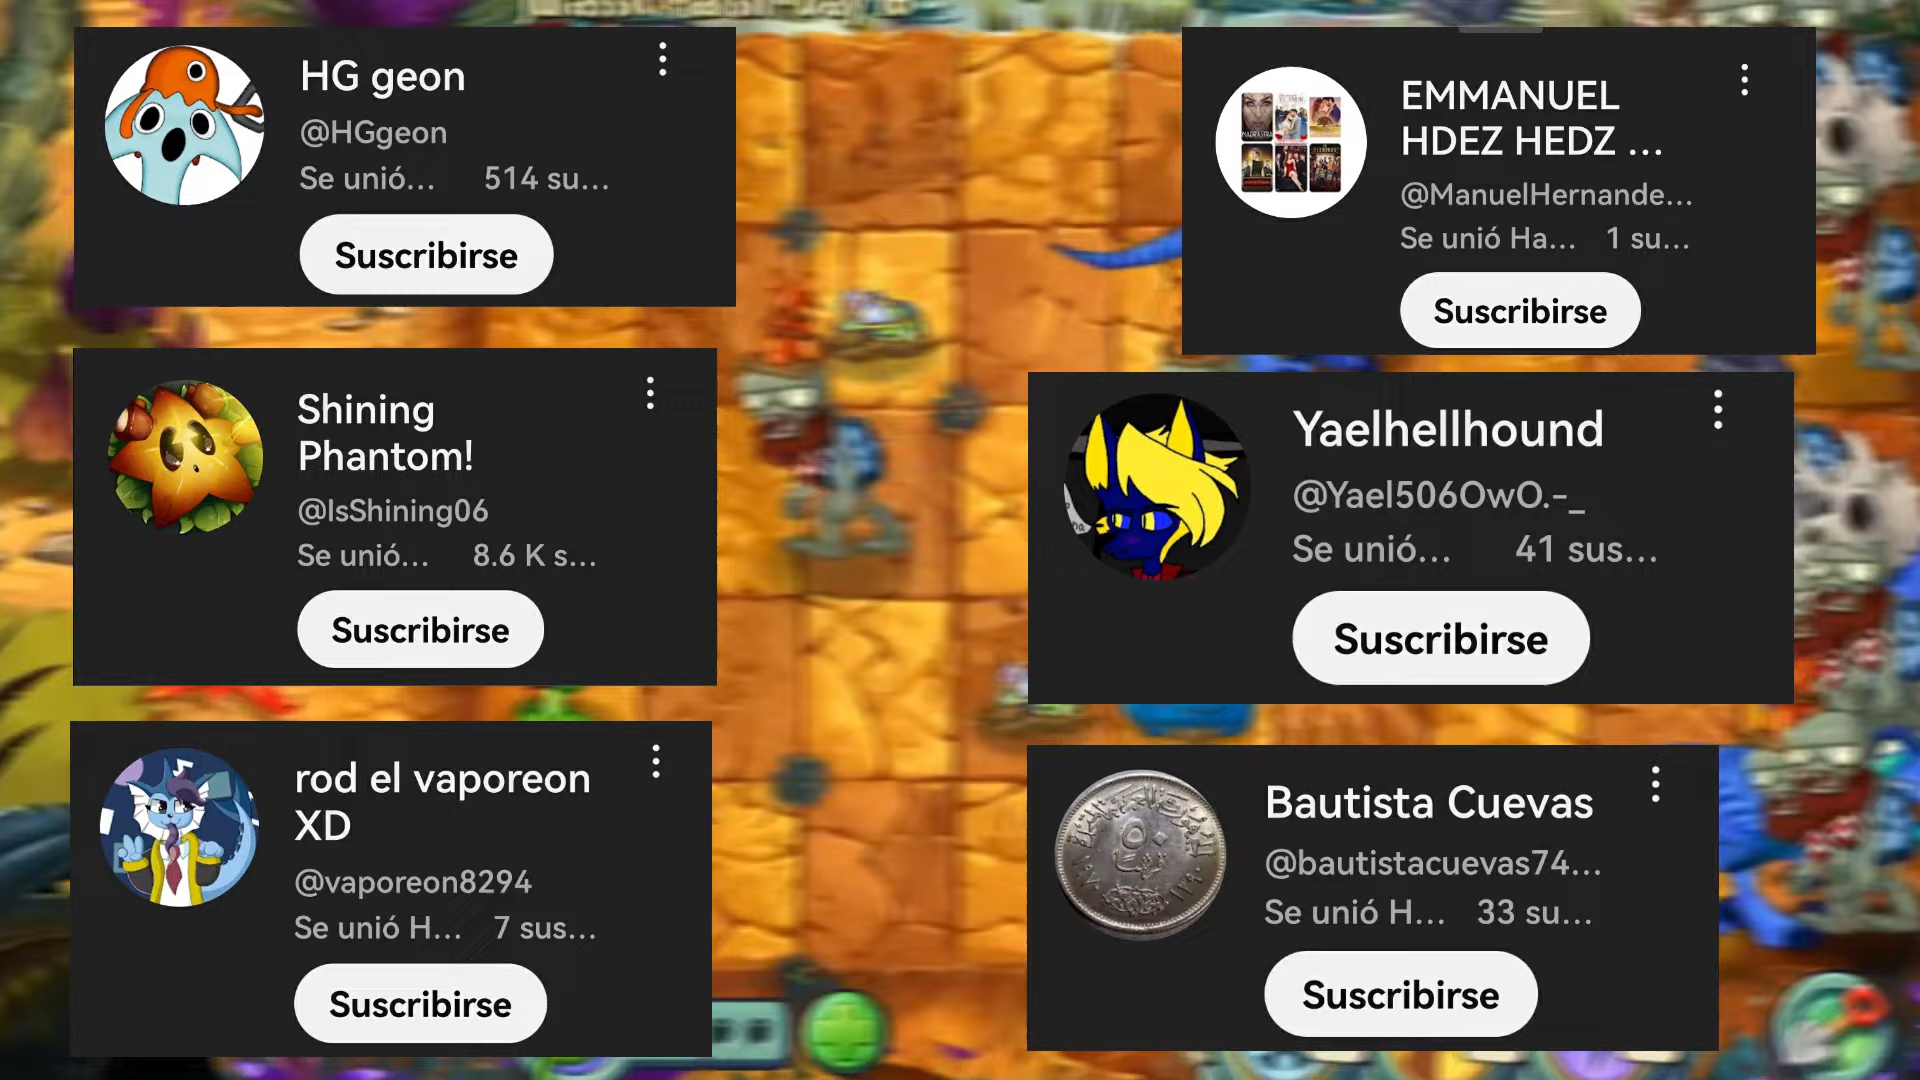 HG geon
@HGgeon
Se unió... 514 su...
Suscribirse
Shining
Phantom!
@IsShining06
Se unió... 8.6 K s...
Suscribirse
rod el vaporeon
XD
@vaporeon8294
Se unió H... 7 sus...
Suscribirse
EMMANUEL
HDEZ HEDZ ...
@ManuelHernande...
Se unió Ha... 1 su...
Suscribirse
Yaelhellhound
@Yael506OwO.-_
Se unió... 41 sus...
Suscribirse
Bautista Cuevas
@bautistacuevas74...
Se unió H... 33 su...
Suscribirse
٥٠